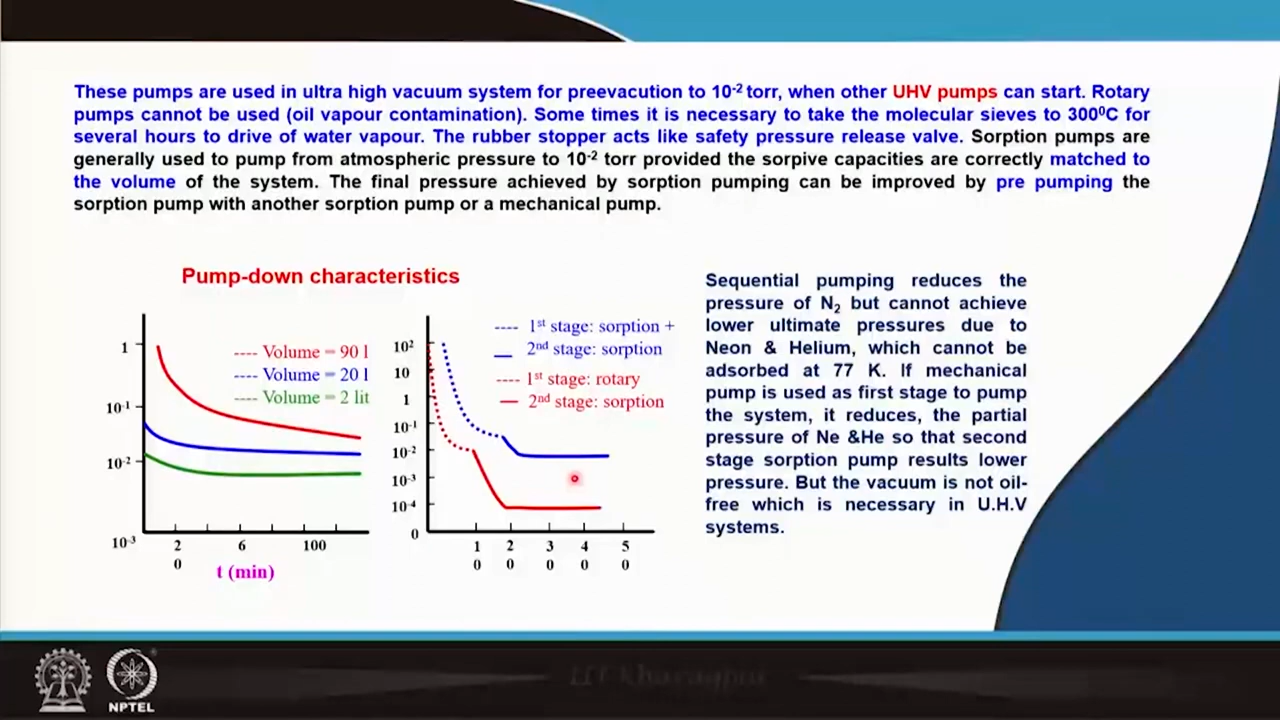 These pumps are used in ultra high vacuum system for preevacution to 10⁻² torr, when other UHV pumps can start. Rotary
pumps cannot be used (oil vapour contamination). Some times it is necessary to take the molecular sieves to 300⁰C for
several hours to drive of water vapour. The rubber stopper acts like safety pressure release valve. Sorption pumps are
generally used to pump from atmospheric pressure to 10⁻² torr provided the sorpive capacities are correctly matched to
the volume of the system. The final pressure achieved by sorption pumping can be improved by pre pumping the
sorption pump with another sorption pump or a mechanical pump.
Pump-down characteristics
1
10⁻¹
10⁻²
10⁻³
---- Volume = 90 l
---- Volume = 20 l
---- Volume = 2 lit
2
0
6
100
t (min)
10²
10
1
10⁻¹
10⁻²
10⁻³
10⁻⁴
0
---- 1st stage: sorption +
__ 2nd stage: sorption
---- 1st stage: rotary
— 2nd stage: sorption
1 2 3 4 5
0 0 0 0 0
Sequential pumping reduces the
pressure of N₂ but cannot achieve
lower ultimate pressures due to
Neon & Helium, which cannot be
adsorbed at 77 K. If mechanical
pump is used as first stage to pump
the system, it reduces, the partial
pressure of Ne &He so that second
stage sorption pump results lower
pressure. But the vacuum is not oil-
free which is necessary in U.H.V
systems.
NPTEL
IIT Kharagpur